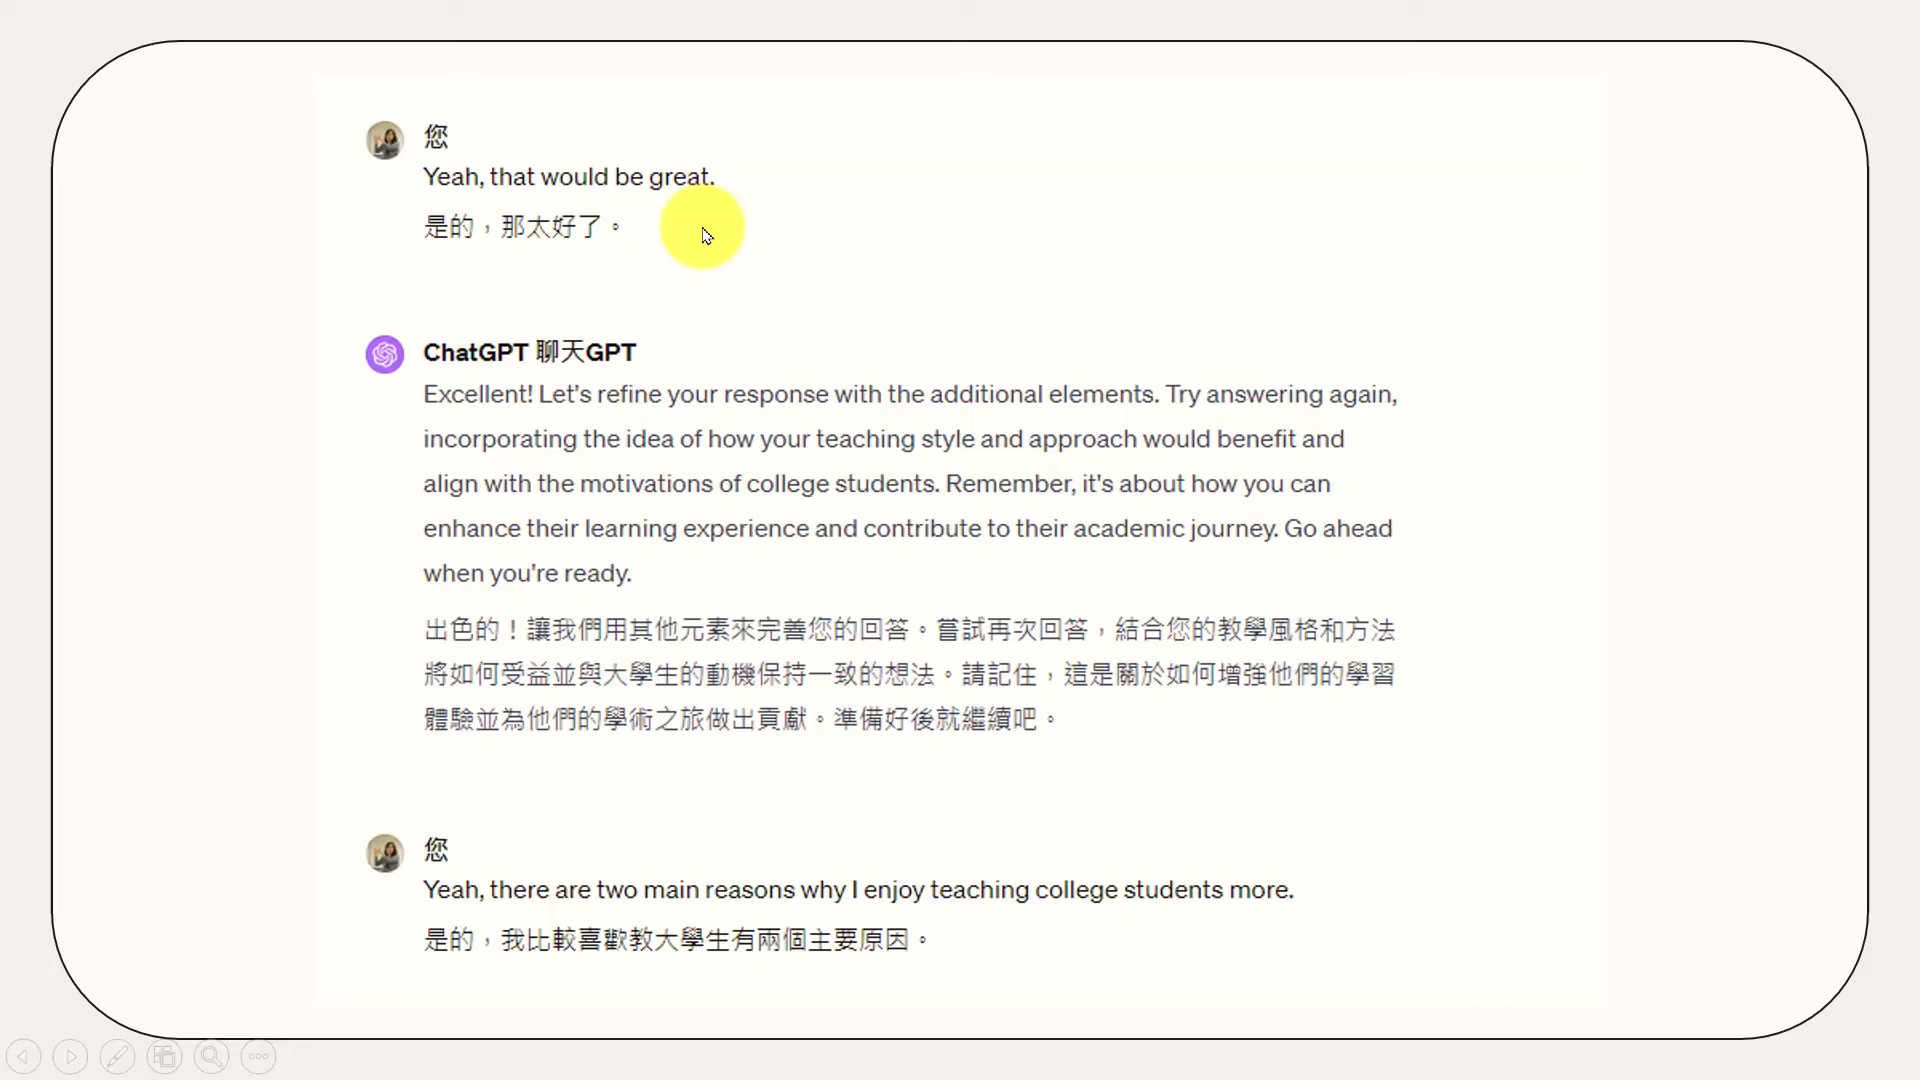 您
Yeah, that would be great.
是的，那太好了。
ChatGPT 聊天GPT
Excellent! Let's refine your response with the additional elements. Try answering again,
incorporating the idea of how your teaching style and approach would benefit and
align with the motivations of college students. Remember, it's about how you can
enhance their learning experience and contribute to their academic journey. Go ahead
when you're ready.
出色的！讓我們用其他元素來完善您的回答。嘗試再次回答，結合您的教學風格和方法
將如何受益並與大學生的動機保持一致的想法。請記住，這是關於如何增強他們的學習
體驗並為他們的學術之旅做出貢獻。準備好後就繼續吧。
您
Yeah, there are two main reasons why I enjoy teaching college students more.
是的，我比較喜歡教大學生有兩個主要原因。